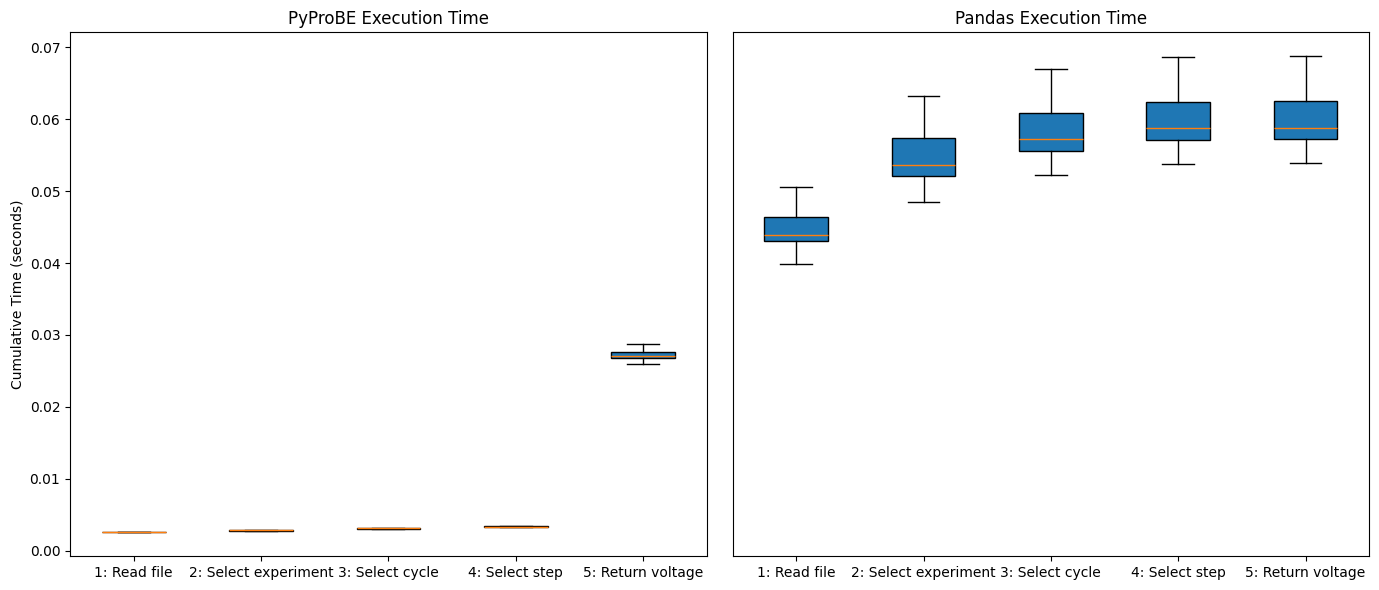 PyProBE Execution Time
Pandas Execution Time
Cumulative Time (seconds)
0.07
0.06
0.05
0.04
0.03
0.02
0.01
0.00
1: Read file
2: Select experiment
3: Select cycle
4: Select step
5: Return voltage
1: Read file
2: Select experiment
3: Select cycle
4: Select step
5: Return voltage